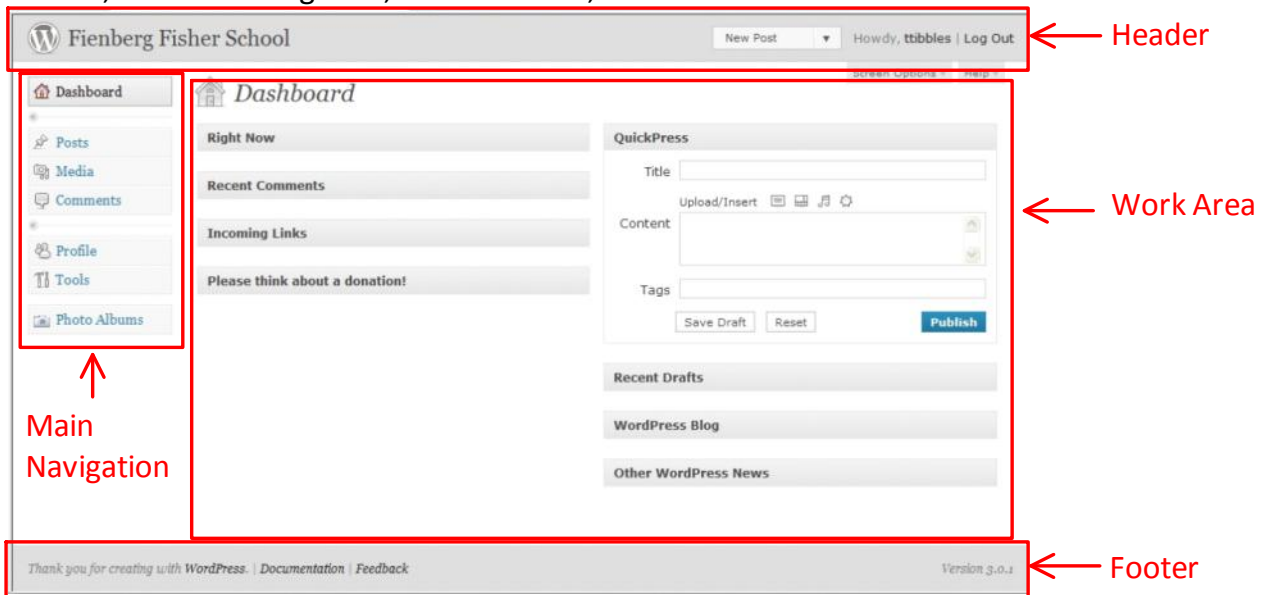 Fienberg Fisher School
New Post
Howdy, ttibbles | Log Out
Header
Screen Options
Help
Dashboard
Posts
Media
Comments
Profile
Tools
Photo Albums
Main
Navigation
Dashboard
Right Now
Recent Comments
Incoming Links
Please think about a donation!
QuickPress
Title
Upload/Insert
Content
Tags
Save Draft
Reset
Publish
Recent Drafts
WordPress Blog
Other WordPress News
Work Area
Thank you for creating with WordPress. | Documentation | Feedback
Version 3.0.1
Footer